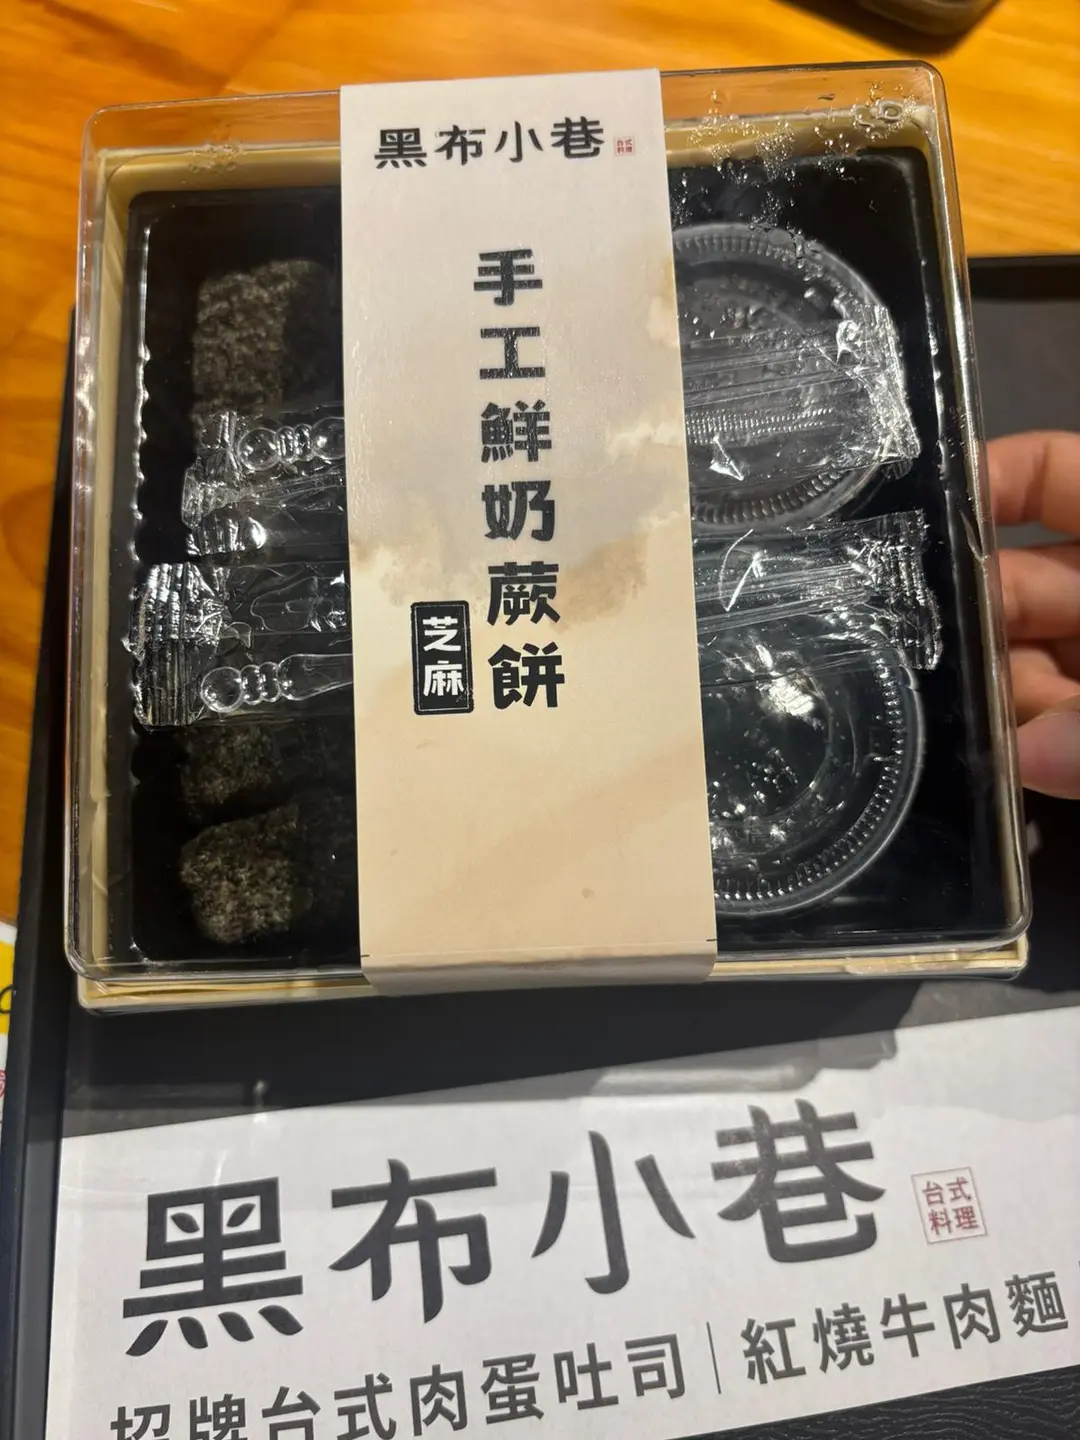 黑布小巷
台式
料理
手工鮮奶蕨餅
芝麻
黑布小巷
台式
料理
招牌台式肉蛋吐司｜紅燒牛肉麵